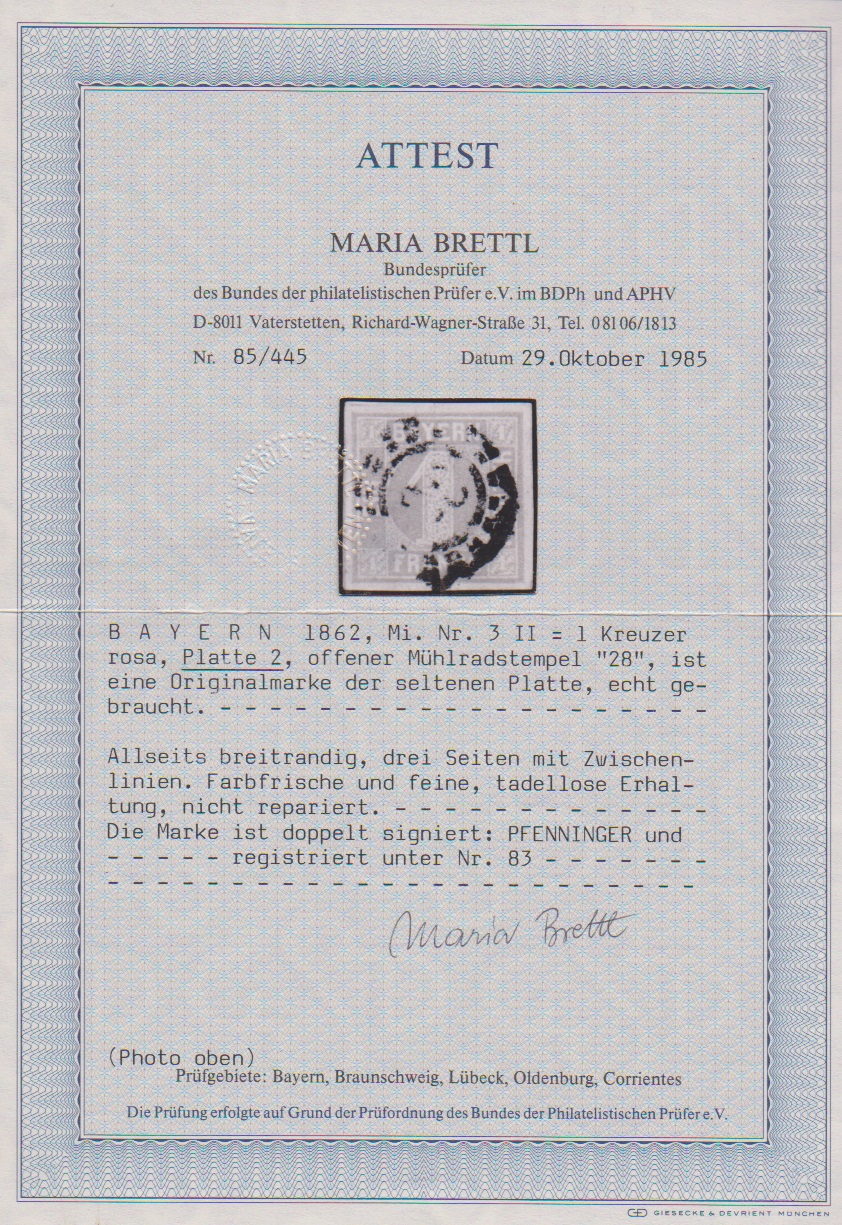 ATTEST
MARIA BRETTL
Bundesprüfer
des Bundes der philatelistischen Prüfer e.V. im BDPh und APHV
D-8011 Vaterstetten, Richard-Wagner-Straße 31, Tel. 08106/1813
Nr. 85/445 Datum 29.Oktober 1985
BAYERN
1
B A Y E R N 1862, Mi. Nr. 3 II = 1 Kreuzer
rosa, Platte 2, offener Mühlradstempel "28", ist
eine Originalmarke der seltenen Platte, echt ge-
braucht. - - - - - - - - - - - - - - - - - - - -
Allseits breitrandig, drei Seiten mit Zwischen-
linien. Farbfrische und feine, tadellose Erhal-
tung, nicht repariert. - - - - - - - - - - - - -
Die Marke ist doppelt signiert: PFENNINGER und
- - - - - registriert unter Nr. 83 - - - - - - -
- - - - - - - - - - - - - - - - - - - - - - - -
Maria Brettl
(Photo oben)
Prüfgebiete: Bayern, Braunschweig, Lübeck, Oldenburg, Corrientes
Die Prüfung erfolgte auf Grund der Prüfordnung des Bundes der Philatelistischen Prüfer e.V.
GIESECKE & DEVRIENT MÜNCHEN